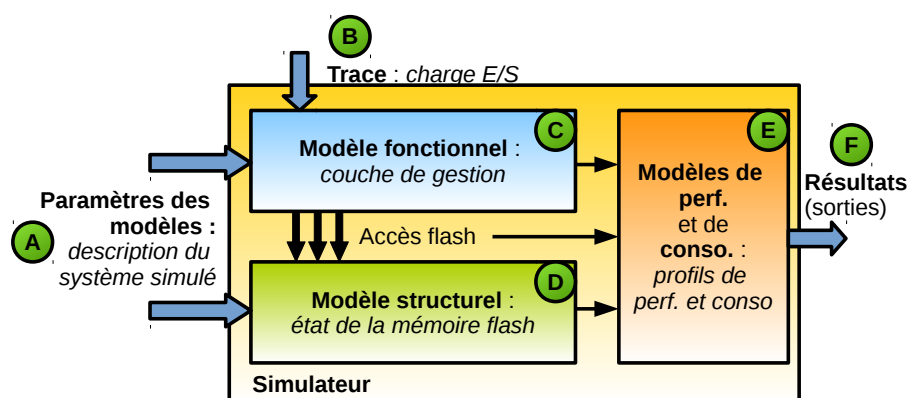 B
Trace : charge E/S
C
Modèle fonctionnel :
couche de gestion
E
Modèles de
perf.
et de
conso. :
profils de
perf. et conso
F
Résultats
(sorties)
A
Paramètres des
modèles :
description du
système simulé
Accès flash
D
Modèle structurel :
état de la mémoire flash
Simulateur